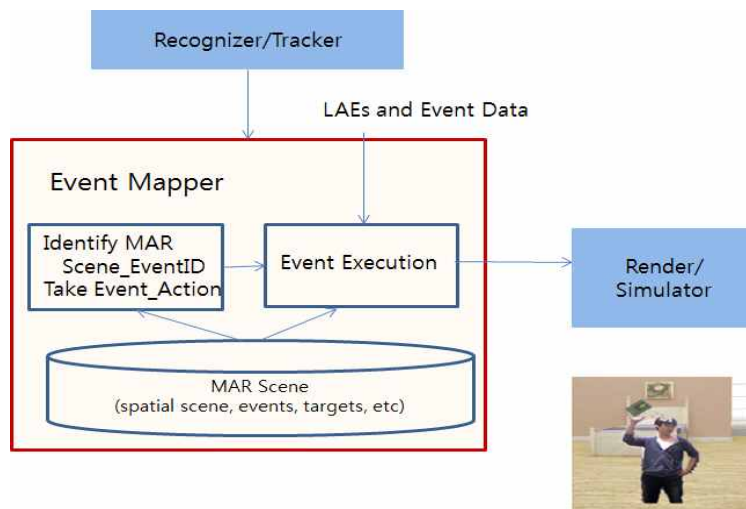 Recognizer/Tracker
LAEs and Event Data
Event Mapper
Identify MAR
Scene_EventID
Take Event_Action
Event Execution
Render/
Simulator
MAR Scene
(spatial scene, events, targets, etc)